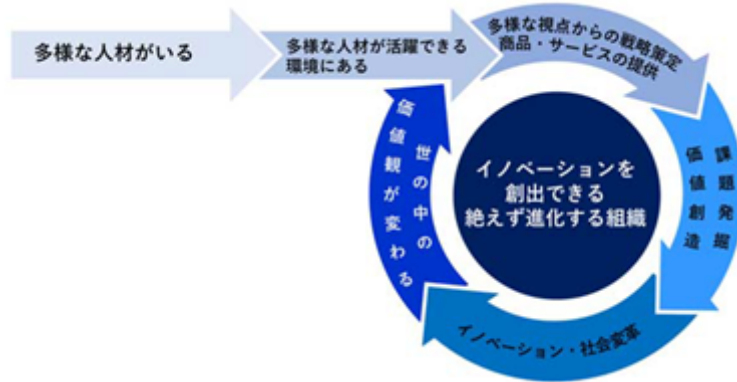 多様な人材がいる
多様な人材が活躍できる
環境にある
多様な視点からの戦略策定
商品・サービスの提供
課題発掘
価値創造
イノベーション・社会変革
世の中の
価値観が変わる
イノベーションを
創出できる
絶えず進化する組織